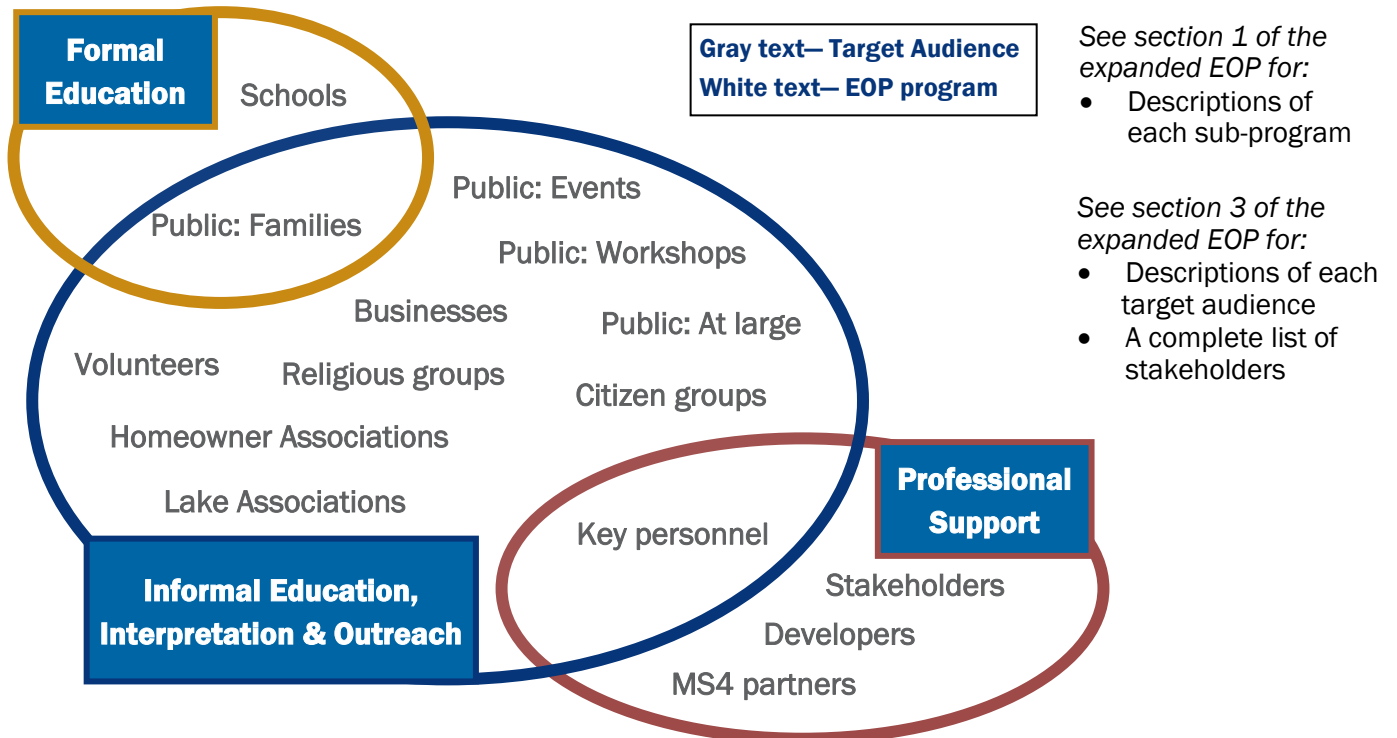 Formal
Education
Schools
Gray text— Target Audience
White text— EOP program
See section 1 of the
expanded EOP for:
• Descriptions of
each sub-program
See section 3 of the
expanded EOP for:
• Descriptions of each
target audience
• A complete list of
stakeholders
Public: Events
Public: Families
Public: Workshops
Businesses
Public: At large
Volunteers
Religious groups
Citizen groups
Homeowner Associations
Lake Associations
Professional
Support
Key personnel
Informal Education,
Interpretation & Outreach
Stakeholders
Developers
MS4 partners